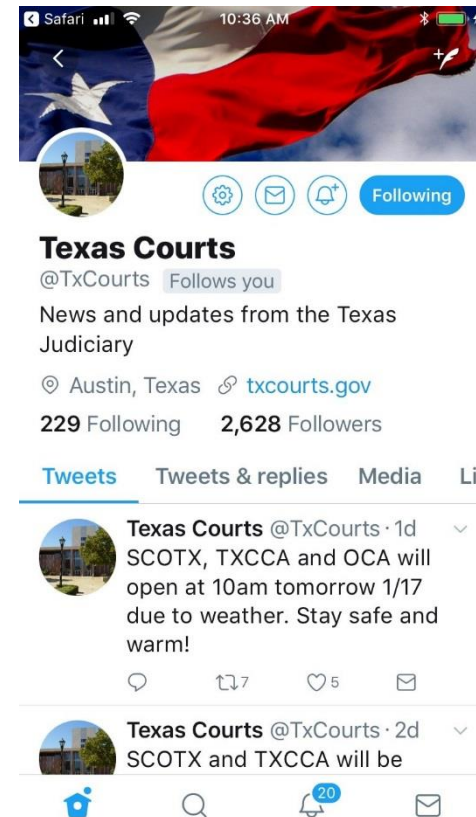 Safari 10:36 AM
Following
Texas Courts
@TxCourts Follows you
News and updates from the Texas
Judiciary
Austin, Texas txcourts.gov
229 Following 2,628 Followers
Tweets Tweets & replies Media Li
Texas Courts @TxCourts · 1d
SCOTX, TXCCA and OCA will
open at 10am tomorrow 1/17
due to weather. Stay safe and
warm!
7 5
Texas Courts @TxCourts · 2d
SCOTX and TXCCA will be
20